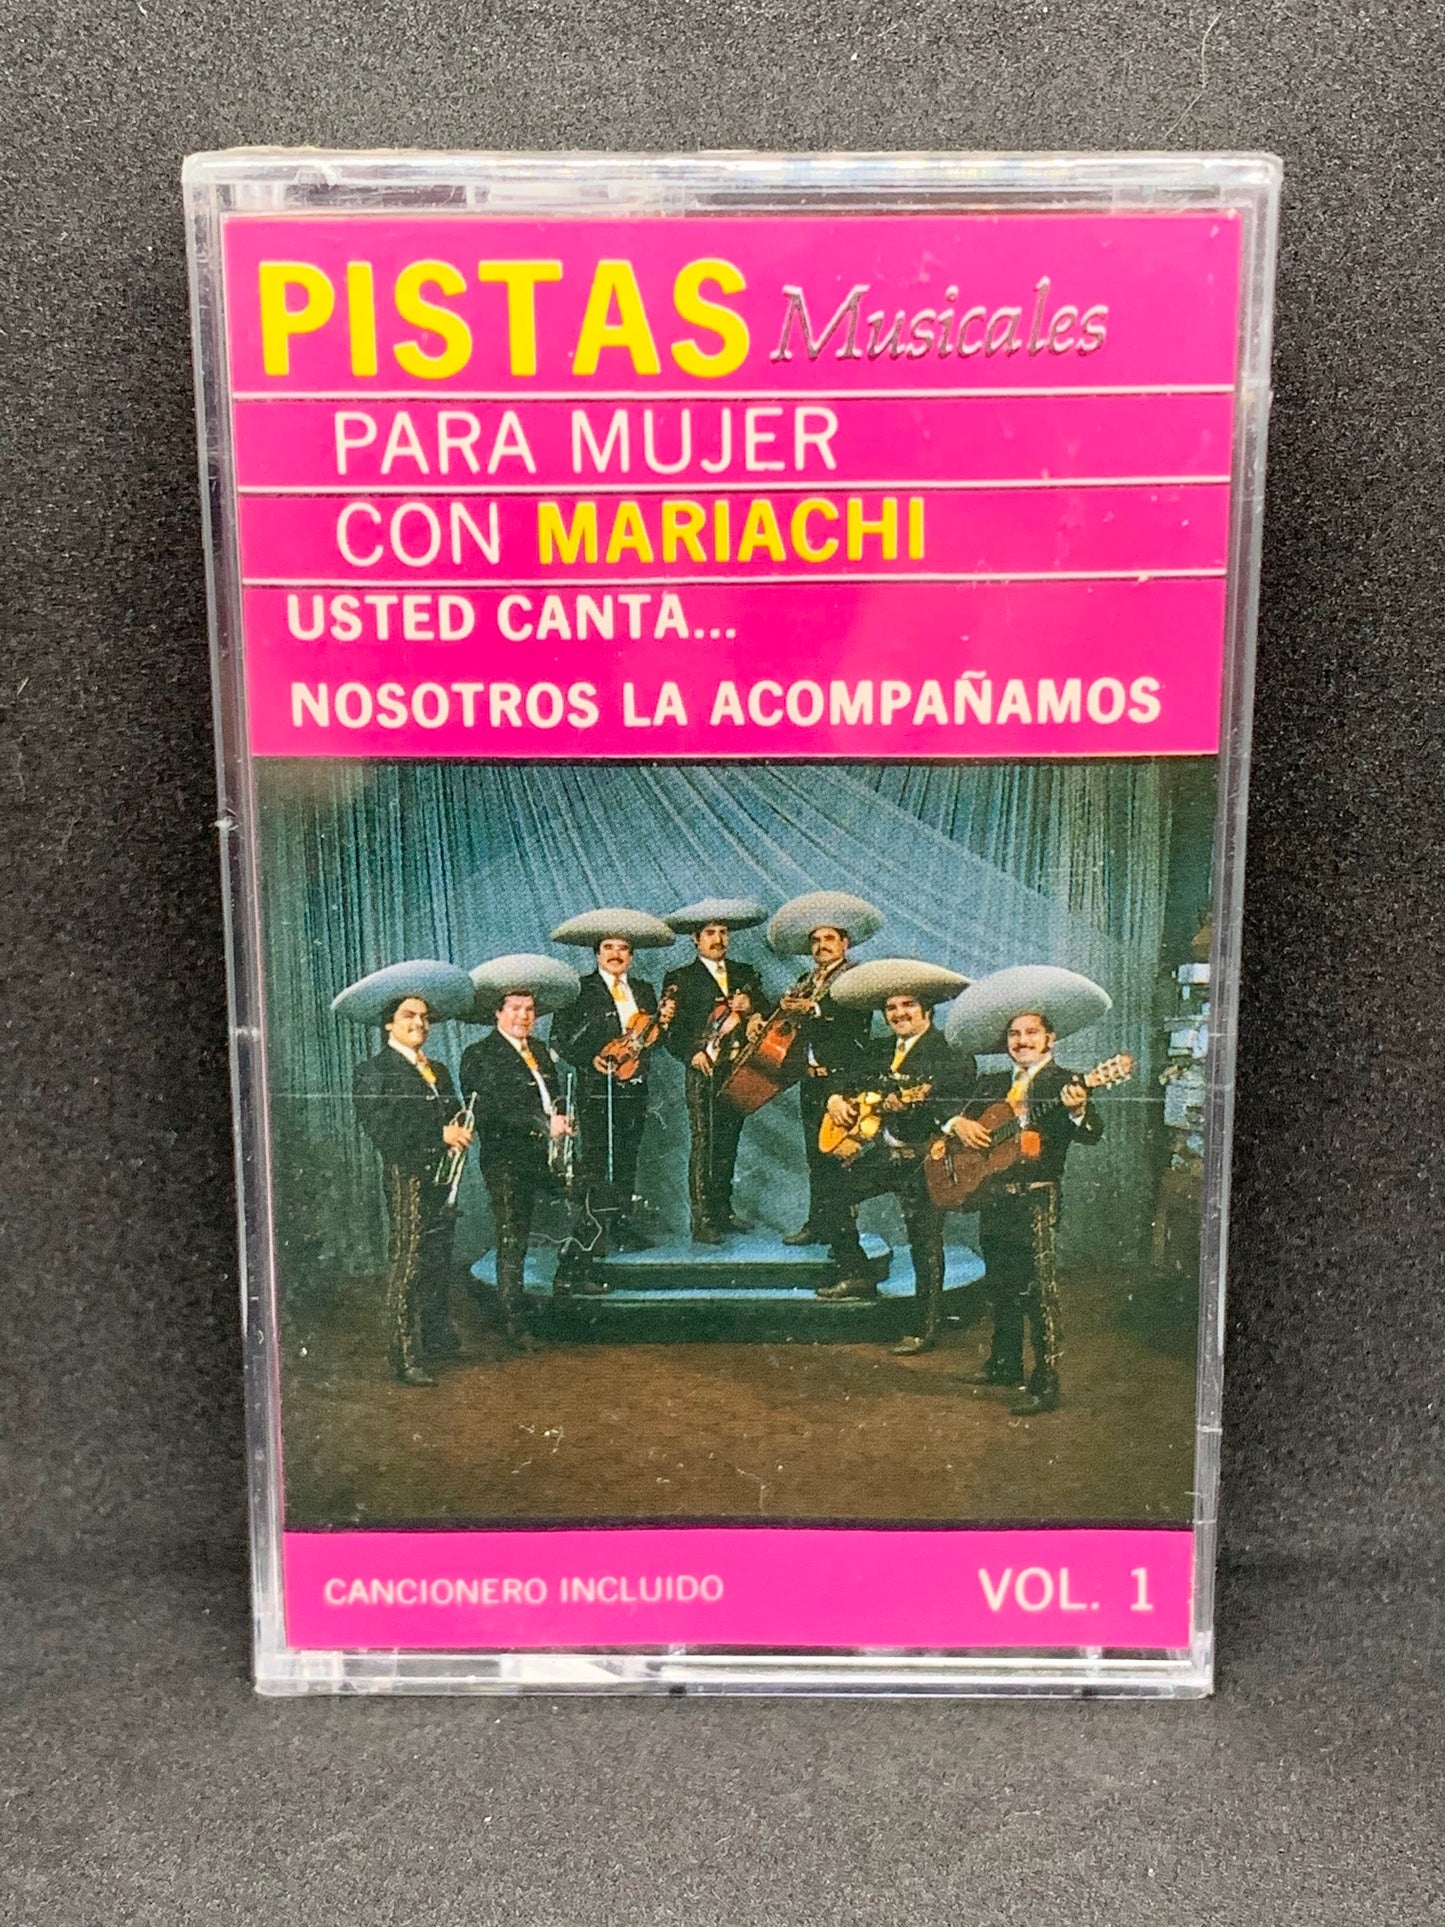 PISTAS Musicales
PARA MUJER
CON MARIACHI
USTED CANTA...
NOSOTROS LA ACOMPAÑAMOS
CANCIONERO INCLUIDO VOL. 1